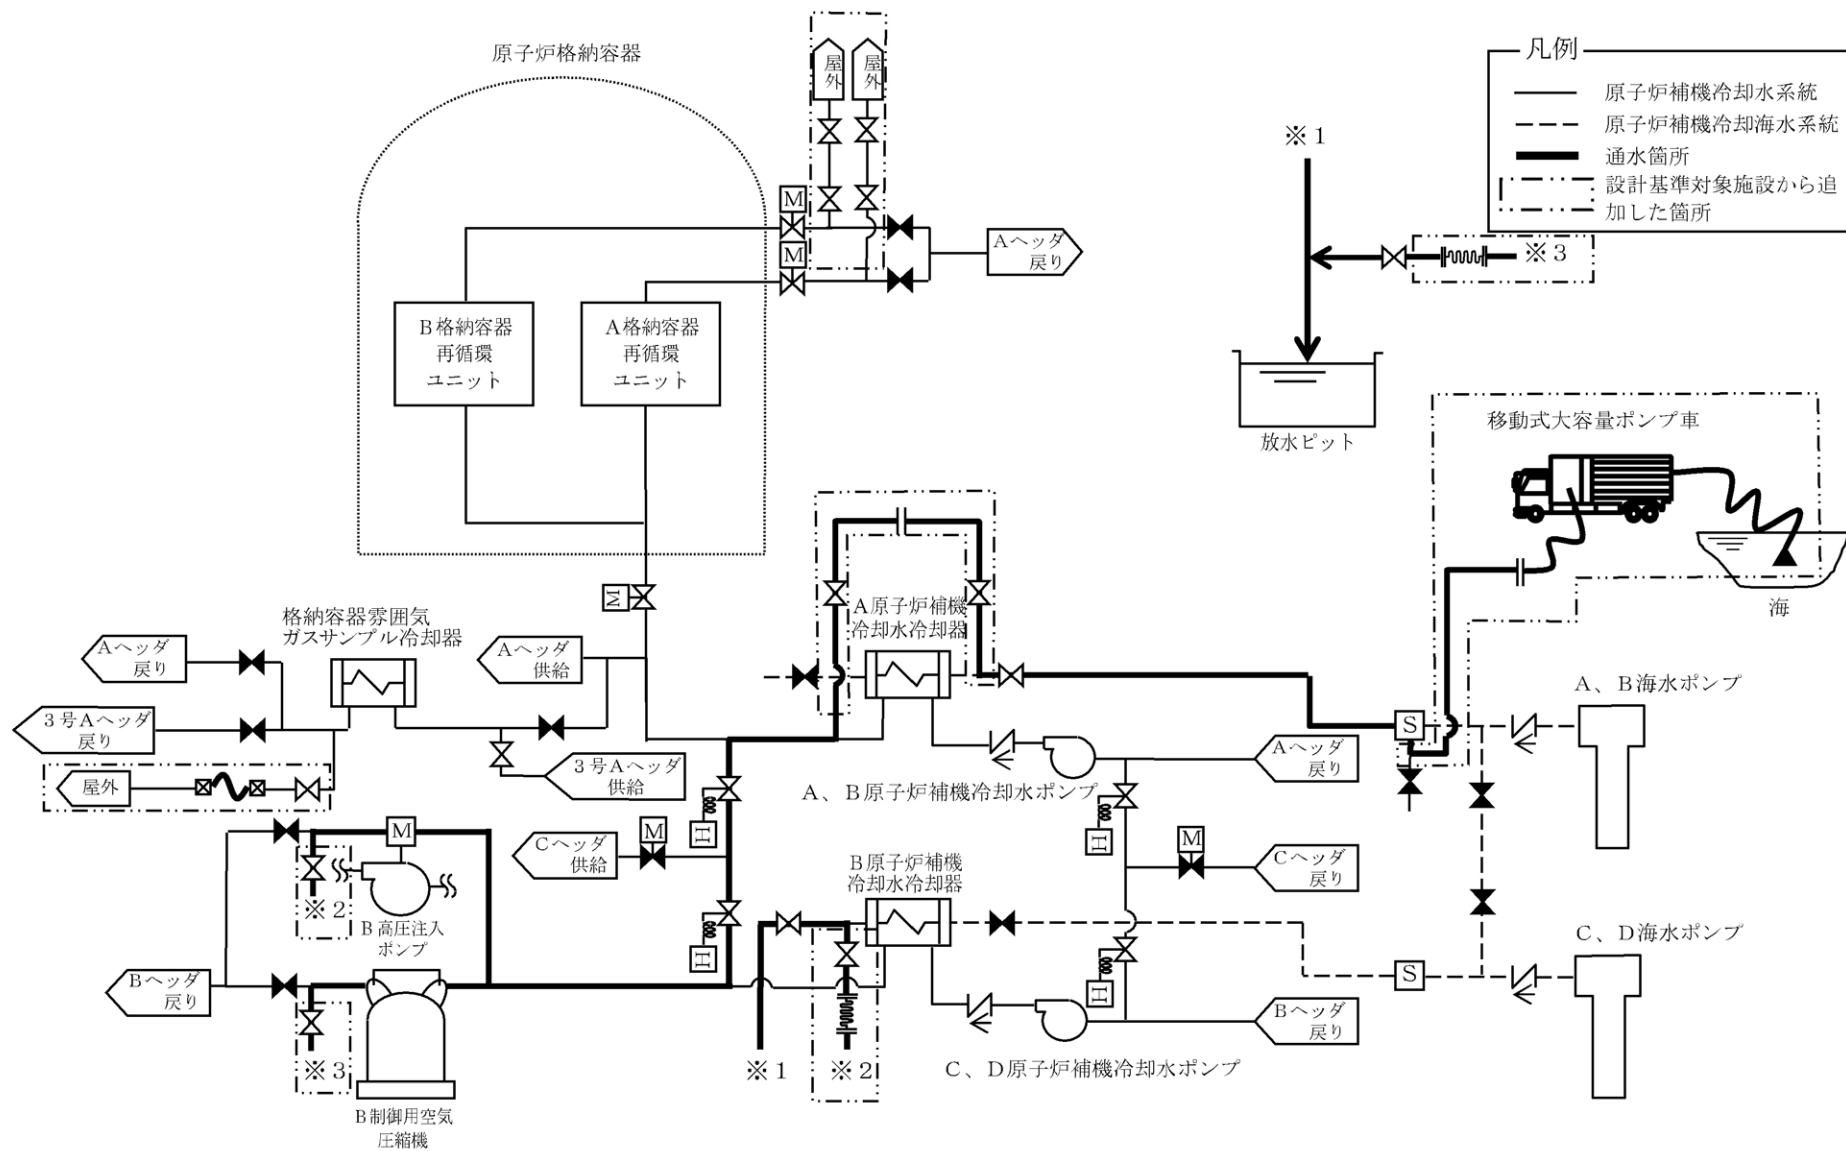 原子炉格納容器
屋
外
屋
外
凡例
原子炉補機冷却水系統
原子炉補機冷却海水系統
通水箇所
設計基準対象施設から追
加した箇所
※1
※3
M
M
Aヘッダ
戻り
B格納容器
再循環
ユニット
A格納容器
再循環
ユニット
放水ピット
移動式大容量ポンプ車
海
M
格納容器雰囲気
ガスサンプル冷却器
Aヘッダ
戻り
Aヘッダ
供給
A原子炉補機
冷却水冷却器
3号Aヘッダ
戻り
3号Aヘッダ
供給
屋外
S
A、B海水ポンプ
Aヘッダ
戻り
A、B原子炉補機冷却水ポンプ
H
H
M
Cヘッダ
供給
M
Cヘッダ
戻り
M
※2
B高圧注入
ポンプ
B原子炉補機
冷却水冷却器
H
H
S
C、D海水ポンプ
Bヘッダ
戻り
Bヘッダ
戻り
※3
※1
※2
C、D原子炉補機冷却水ポンプ
B制御用空気
圧縮機